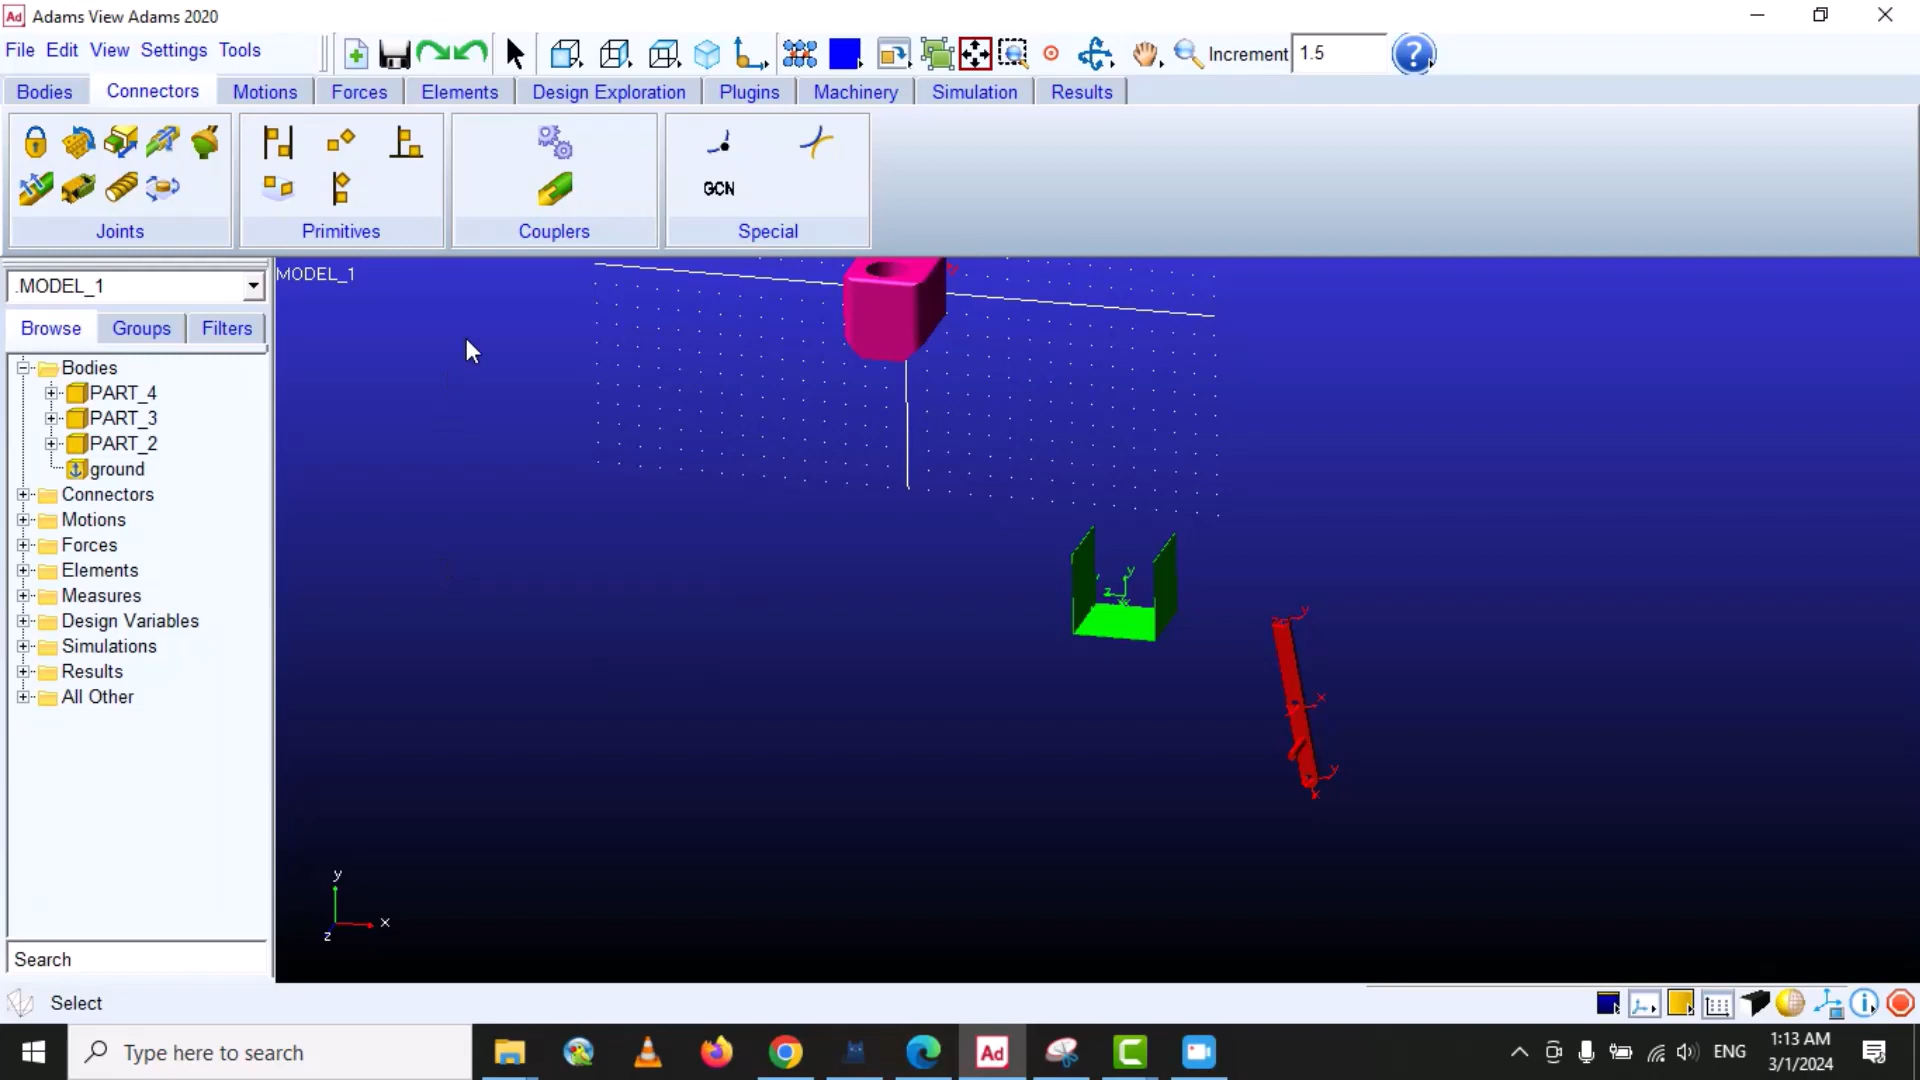 Ad Adams View Adams 2020
File Edit View Settings Tools
Increment 1.5 ?
Bodies Connectors Motions Forces Elements Design Exploration Plugins Machinery Simulation Results
GCN
Joints Primitives Couplers Special
.MODEL_1
MODEL_1
Browse Groups Filters
Bodies
PART_4
PART_3
PART_2
ground
Connectors
Motions
Forces
Elements
Measures
Design Variables
Simulations
Results
All Other
y
z
y
x
y
x
y
x
z
Search
Select
Type here to search
Ad
ENG
1:13 AM
3/1/2024